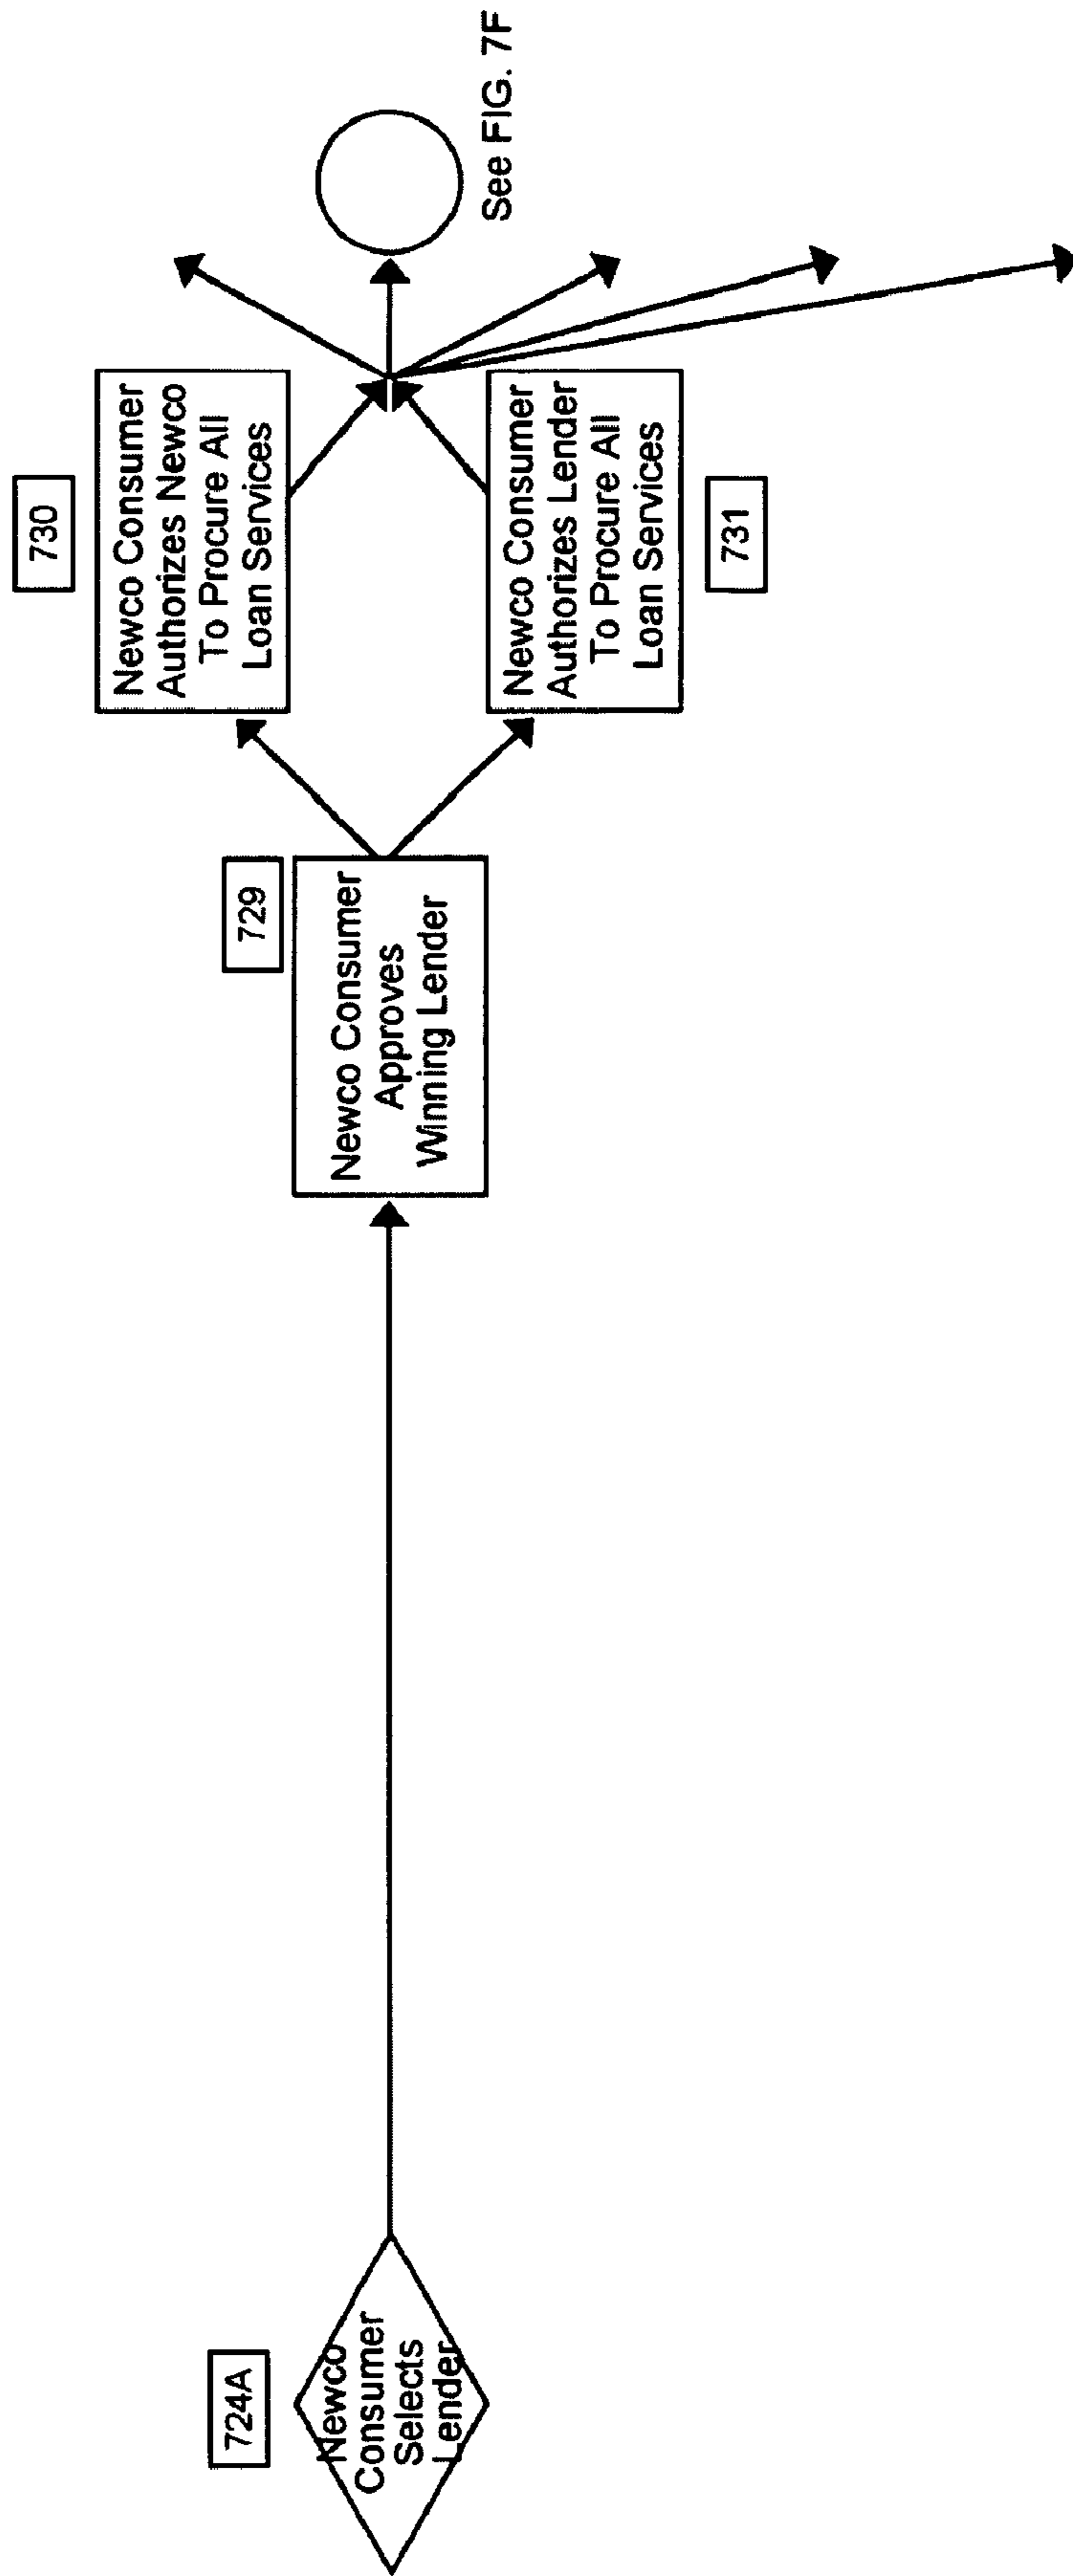 724A
Newco
Consumer
Selects
Lender
729
Newco Consumer
Approves
Winning Lender
730
Newco Consumer
Authorizes Newco
To Procure All
Loan Services
Newco Consumer
Authorizes Lender
To Procure All
Loan Services
731
See FIG. 7F